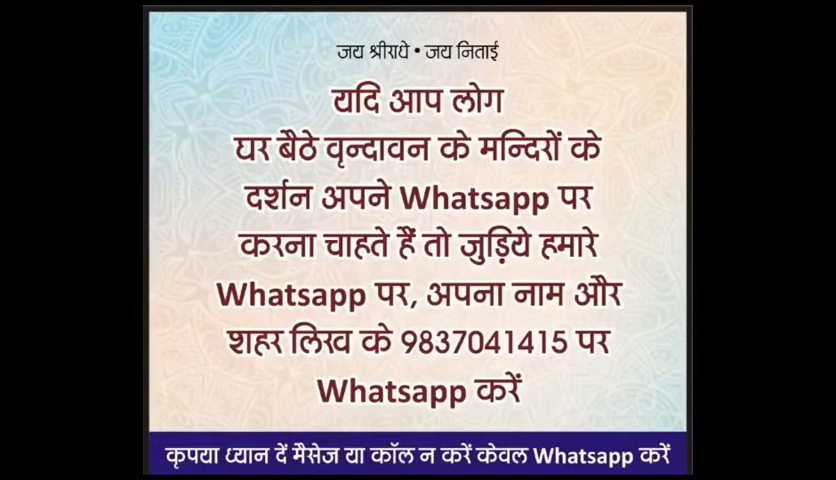 जय श्रीराधे • जय निताई
यदि आप लोग
घर बैठे वृन्दावन के मन्दिरों के
दर्शन अपने Whatsapp पर
करना चाहते हैं तो जुड़िये हमारे
Whatsapp पर, अपना नाम और
शहर लिख के 9837041415 पर
Whatsapp करें
कृपया ध्यान दें मैसेज या कॉल न करें केवल Whatsapp करें